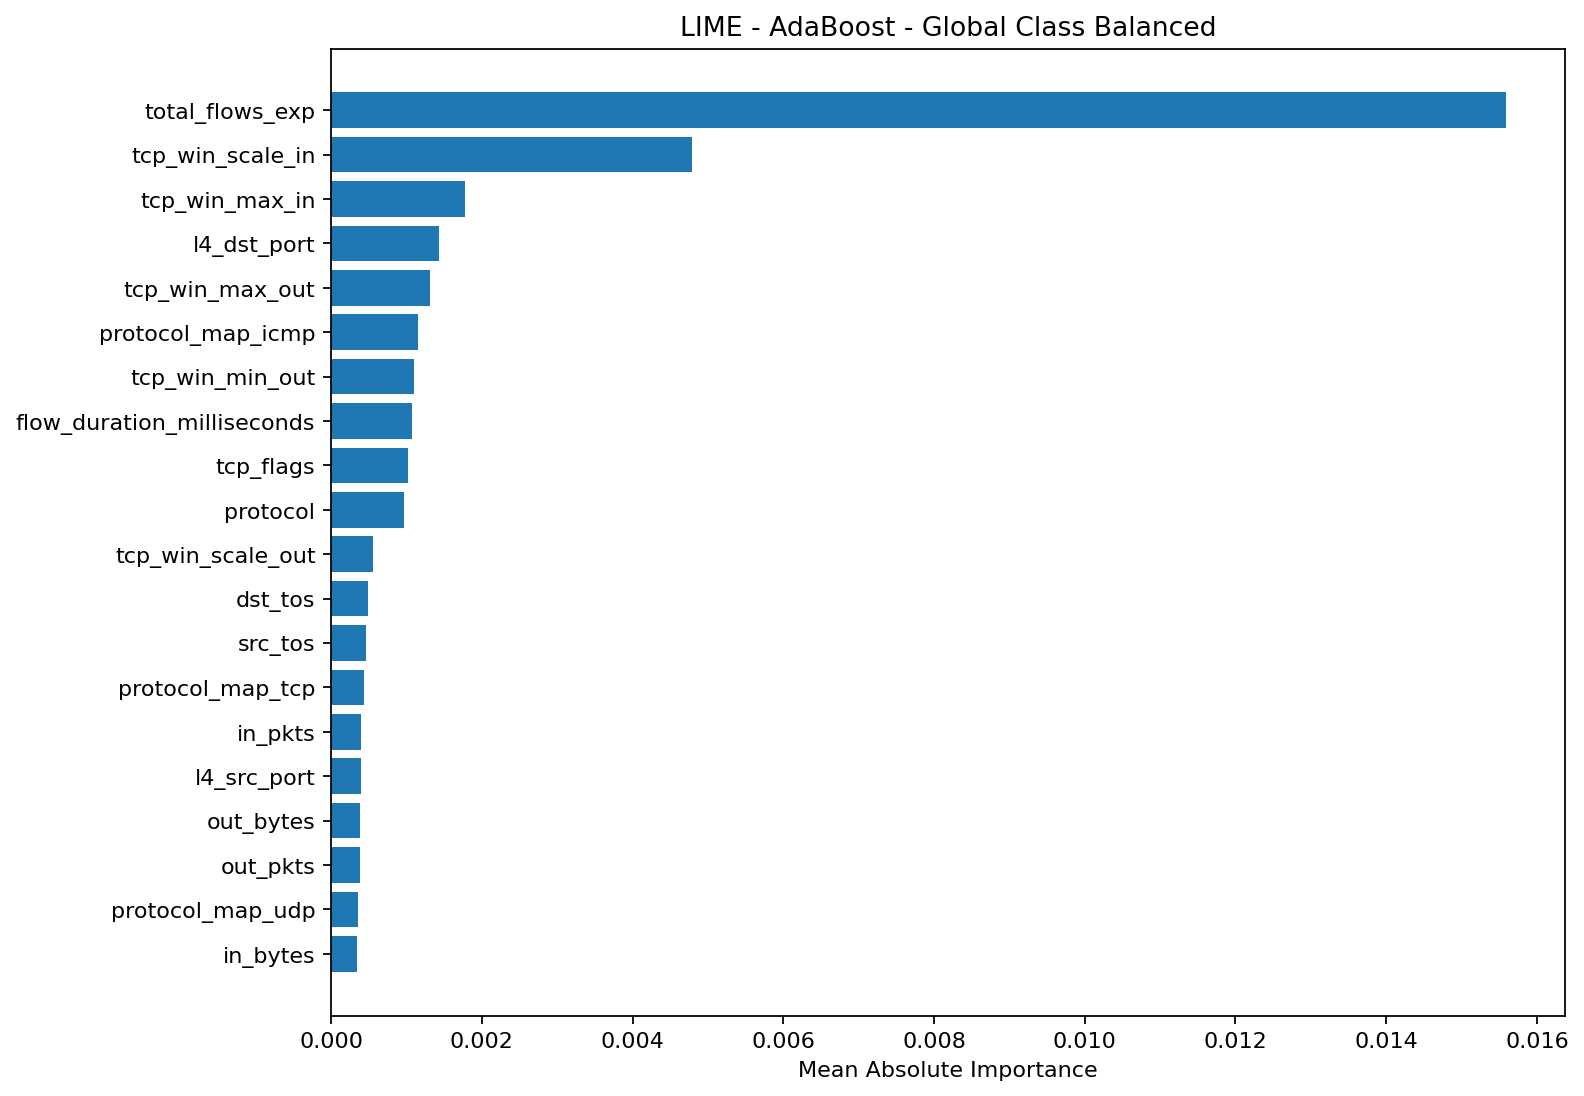 LIME - AdaBoost - Global Class Balanced
total_flows_exp
tcp_win_scale_in
tcp_win_max_in
l4_dst_port
tcp_win_max_out
protocol_map_icmp
tcp_win_min_out
flow_duration_milliseconds
tcp_flags
protocol
tcp_win_scale_out
dst_tos
src_tos
protocol_map_tcp
in_pkts
l4_src_port
out_bytes
out_pkts
protocol_map_udp
in_bytes
0.000 0.002 0.004 0.006 0.008 0.010 0.012 0.014 0.016
Mean Absolute Importance